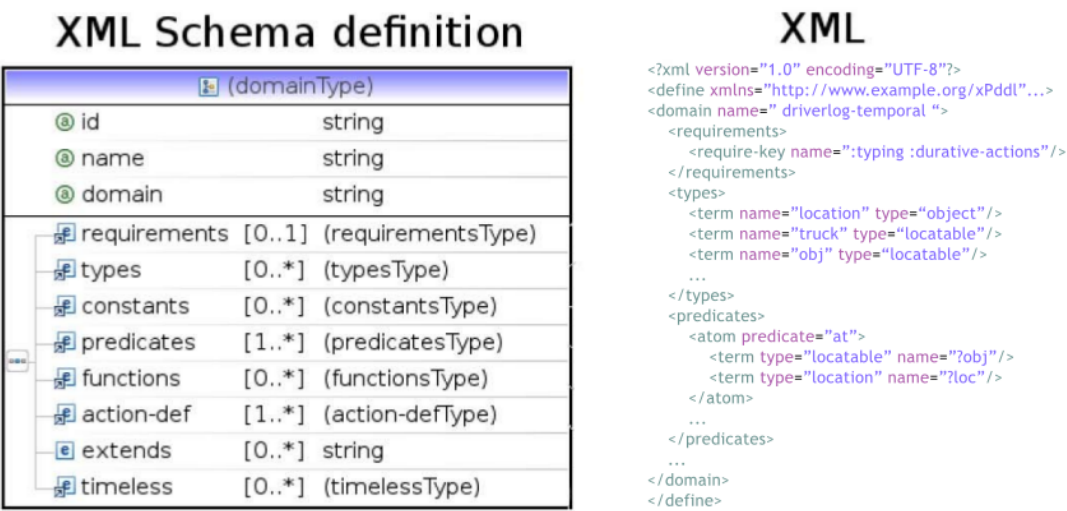 XML Schema definition
(domainType)
id string
name string
domain string
requirements [0..1] (requirementsType)
types [0..*] (typesType)
constants [0..*] (constantsType)
predicates [1..*] (predicatesType)
functions [0..*] (functionsType)
action-def [1..*] (action-defType)
extends [0..*] string
timeless [0..*] (timelessType)
XML
<?xml version="1.0" encoding="UTF-8"?>
<define xmlns="http://www.example.org/xPddl"...>
<domain name=” driverlog-temporal “>
<requirements>
<require-key name=”:typing :durative-actions”/>
</requirements>
<types>
<term name=”location” type=“object”/>
<term name=”truck” type=“locatable”/>
<term name=”obj” type=“locatable”/>
...
</types>
<predicates>
<atom predicate=”at”>
<term type=”locatable” name=”?obj”/>
<term type=”location” name=”?loc”/>
</atom>
...
</predicates>
...
</domain>
</define>